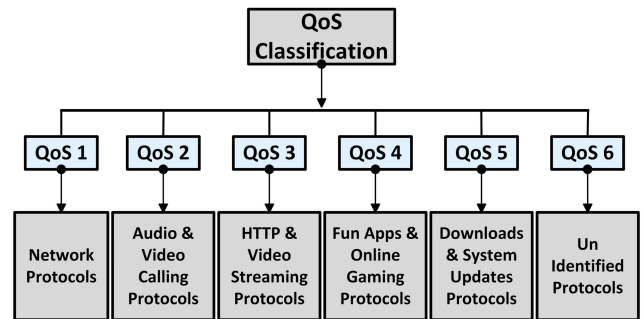 QoS
Classification
QoS 1
QoS 2
QoS 3
QoS 4
QoS 5
QoS 6
Network
Protocols
Audio &
Video
Calling
Protocols
HTTP &
Video
Streaming
Protocols
Fun Apps &
Online
Gaming
Protocols
Downloads
& System
Updates
Protocols
Un
Identified
Protocols